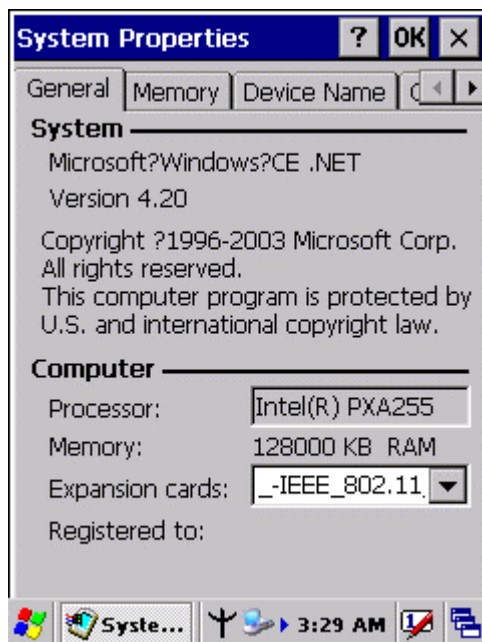 System Properties ? OK ×
General Memory Device Name
System
Microsoft?Windows?CE .NET
Version 4.20
Copyright ?1996-2003 Microsoft Corp.
All rights reserved.
This computer program is protected by
U.S. and international copyright law.
Computer
Processor: Intel(R) PXA255
Memory: 128000 KB RAM
Expansion cards: _-IEEE_802.11
Registered to:
Syste... 3:29 AM